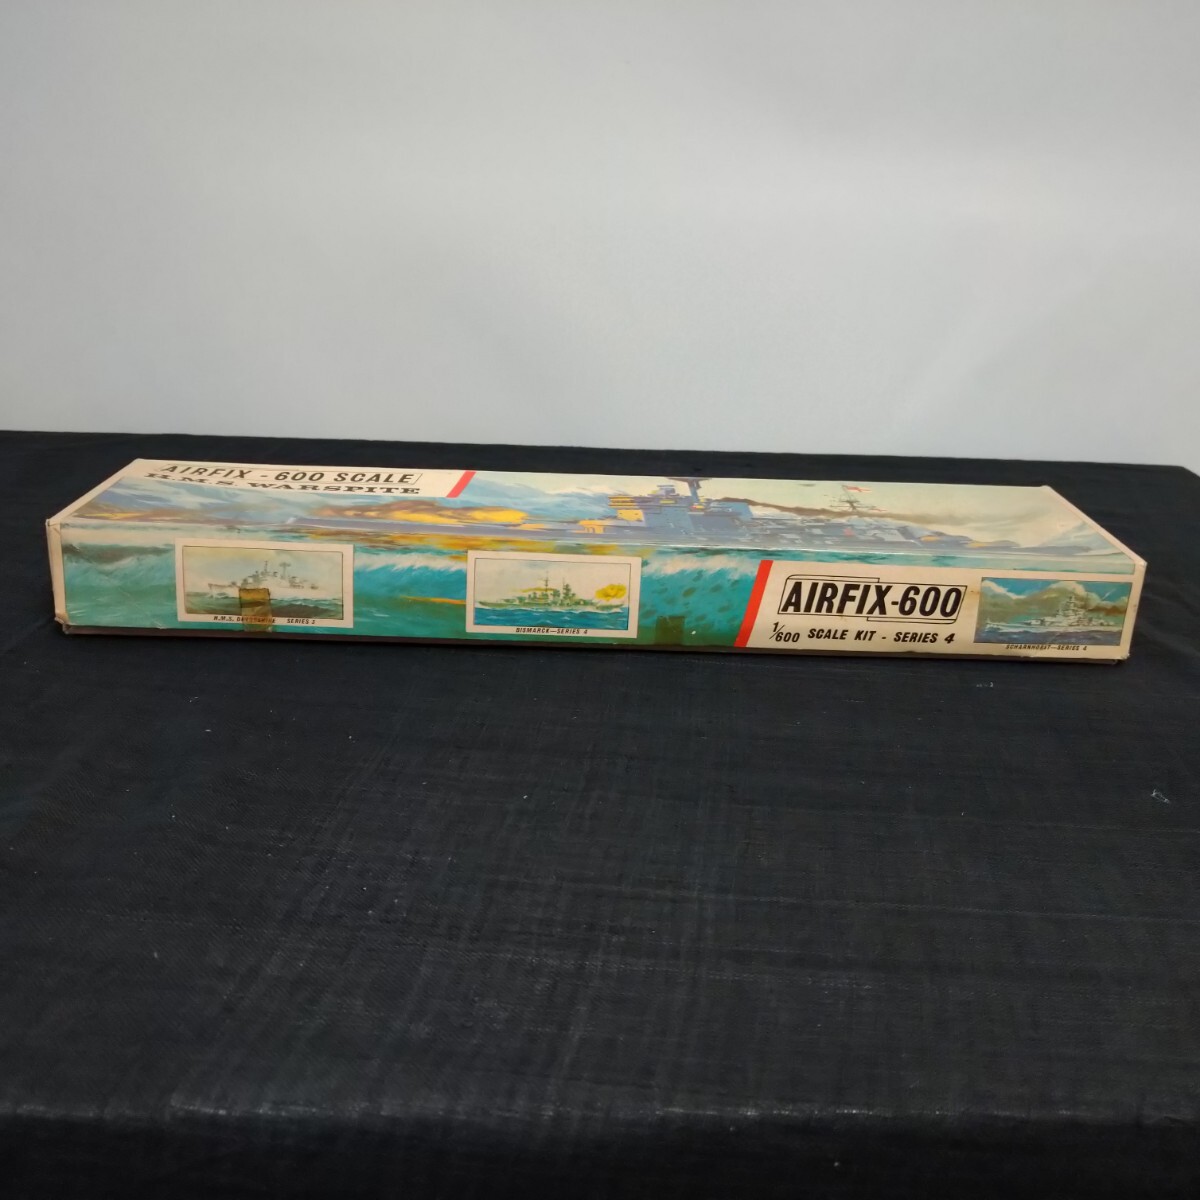 AIRFIX - 600 SCALE
H.M.S. WARSPITE
H.M.S. SERIES 2
BISMARCK—SERIES 4
AIRFIX-600
1/600 SCALE KIT - SERIES 4
SCHARNHORST—SERIES 4